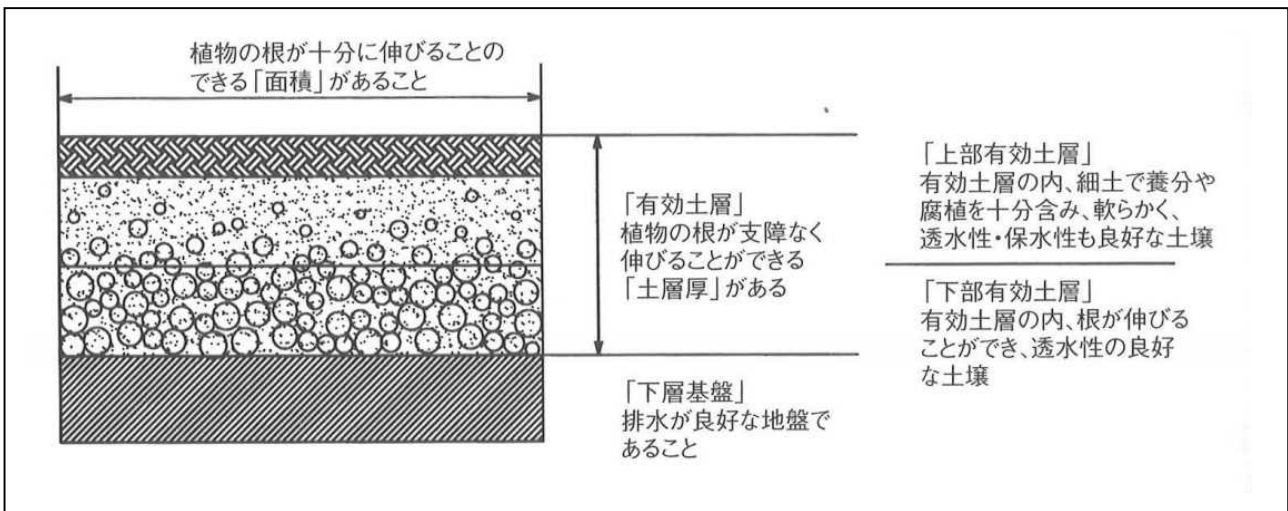 植物の根が十分に伸びることの
できる「面積」があること
「有効土層」
植物の根が支障なく
伸びることができる
「土層厚」がある
「上部有効土層」
有効土層の内、細土で養分や
腐植を十分含み、軟らかく、
透水性・保水性も良好な土壌
「下部有効土層」
有効土層の内、根が伸びる
ことができ、透水性の良好
な土壌
「下層基盤」
排水が良好な地盤で
あること